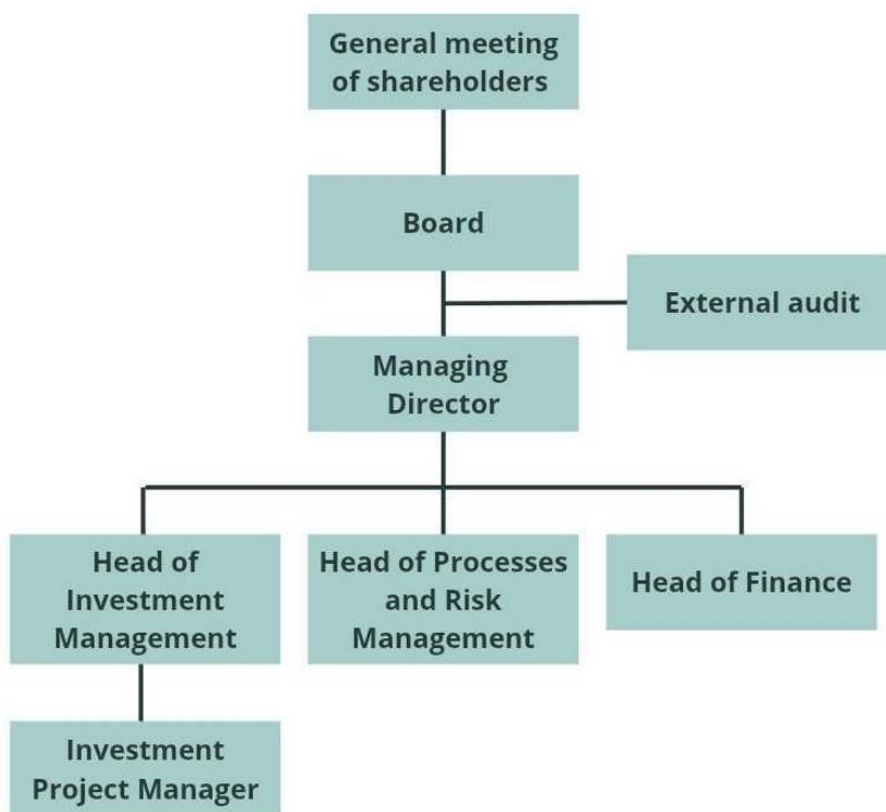 General meeting
of shareholders
Board
External audit
Managing
Director
Head of
Investment
Management
Head of Processes
and Risk
Management
Head of Finance
Investment
Project Manager